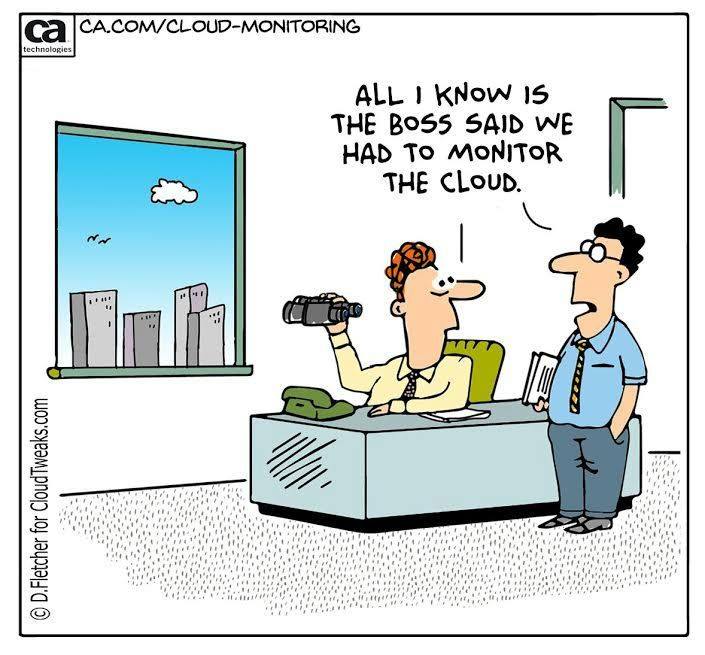 ca
technologies
CA.COM/CLOUD-MONITORING
ALL I KNOW IS
THE BOSS SAID WE
HAD TO MONITOR
THE CLOUD.
© D.Fletcher for CloudTweaks.com